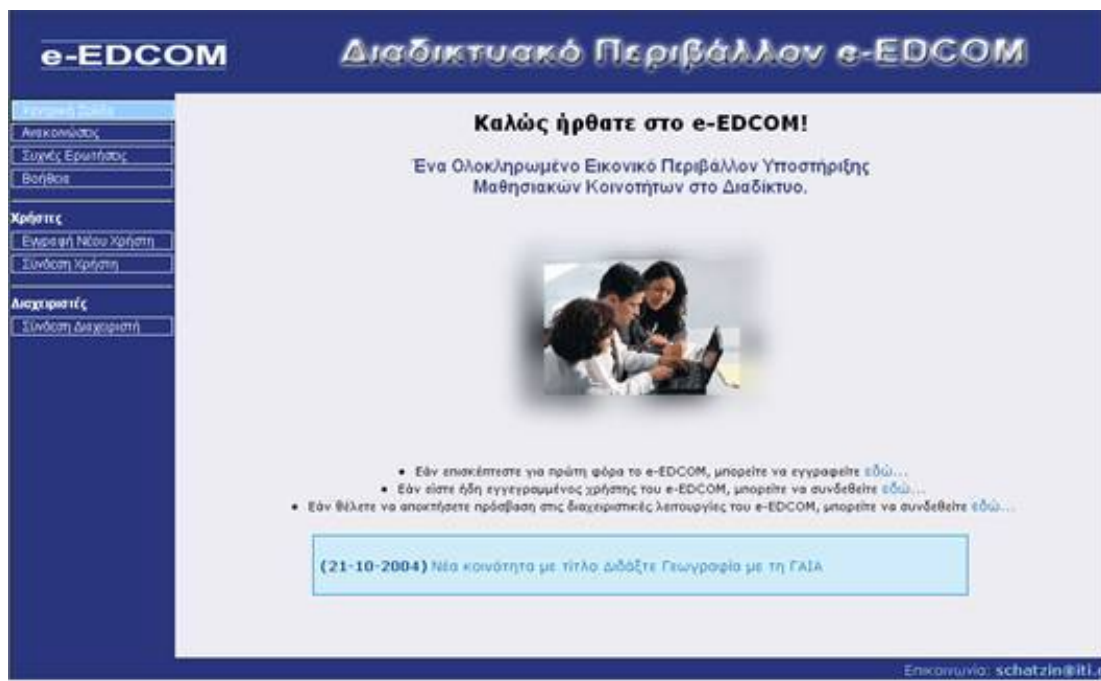 e-EDCOM
Διαδικτυακό Περιβάλλον e-EDCOM
Ανακοινώσεις
Συχνές Ερωτήσεις
Βοήθεια
Χρήστες
Εγγραφή Νέου Χρήστη
Σύνδεση Χρήστη
Διαχειριστές
Σύνδεση Διαχειριστή
Καλώς ήρθατε στο e-EDCOM!
Ένα Ολοκληρωμένο Εικονικό Περιβάλλον Υποστήριξης
Μαθησιακών Κοινοτήτων στο Διαδίκτυο.
• Εάν επισκέπτεστε για πρώτη φόρα το e-EDCOM, μπορείτε να εγγραφείτε εδώ...
• Εάν είστε ήδη εγγεγραμμένος χρήστης του e-EDCOM, μπορείτε να συνδεθείτε εδώ...
• Εάν θέλετε να αποκτήσετε πρόσβαση στις διαχειριστικές λειτουργίες του e-EDCOM, μπορείτε να συνδεθείτε εδώ...
(21-10-2004) Νέα κοινότητα με τίτλο Διδάξτε Γεωγραφία με τη ΓΑΙΑ
Επικοινωνία: schatzin@iti.